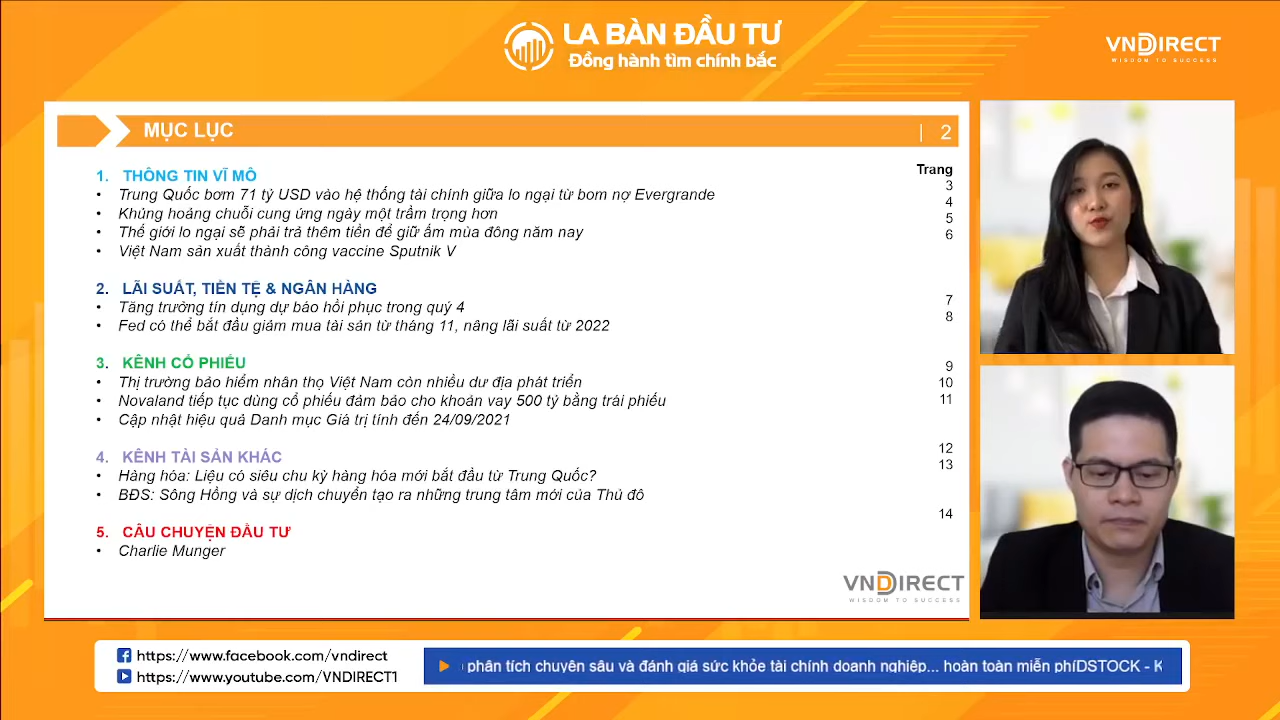 LA BÀN ĐẦU TƯ
Đồng hành tìm chính bắc
VNDIRECT
WISDOM TO SUCCESS
MỤC LỤC
| 2
Trang
1. THÔNG TIN VĨ MÔ
• Trung Quốc bơm 71 tỷ USD vào hệ thống tài chính giữa lo ngại từ bom nợ Evergrande 3
• Khủng hoảng chuỗi cung ứng ngày một trầm trọng hơn 4
• Thế giới lo ngại sẽ phải trả thêm tiền để giữ ấm mùa đông năm nay 5
• Việt Nam sản xuất thành công vaccine Sputnik V 6
2. LÃI SUẤT, TIỀN TỆ & NGÂN HÀNG
• Tăng trưởng tín dụng dự báo hồi phục trong quý 4 7
• Fed có thể bắt đầu giảm mua tài sản từ tháng 11, nâng lãi suất từ 2022 8
3. KÊNH CỔ PHIẾU
• Thị trường bảo hiểm nhân thọ Việt Nam còn nhiều dư địa phát triển 9
• Novaland tiếp tục dùng cổ phiếu đảm bảo cho khoản vay 500 tỷ bằng trái phiếu 10
• Cập nhật hiệu quả Danh mục Giá trị tính đến 24/09/2021 11
4. KÊNH TÀI SẢN KHÁC
• Hàng hóa: Liệu có siêu chu kỳ hàng hóa mới bắt đầu từ Trung Quốc? 12
• BĐS: Sông Hồng và sự dịch chuyển tạo ra những trung tâm mới của Thủ đô 13
5. CÂU CHUYỆN ĐẦU TƯ
• Charlie Munger 14
VNDIRECT
WISDOM TO SUCCESS
https://www.facebook.com/vndirect
https://www.youtube.com/VNDIRECT1
phân tích chuyên sâu và đánh giá sức khỏe tài chính doanh nghiệp... hoàn toàn miễn phíDSTOCK - K